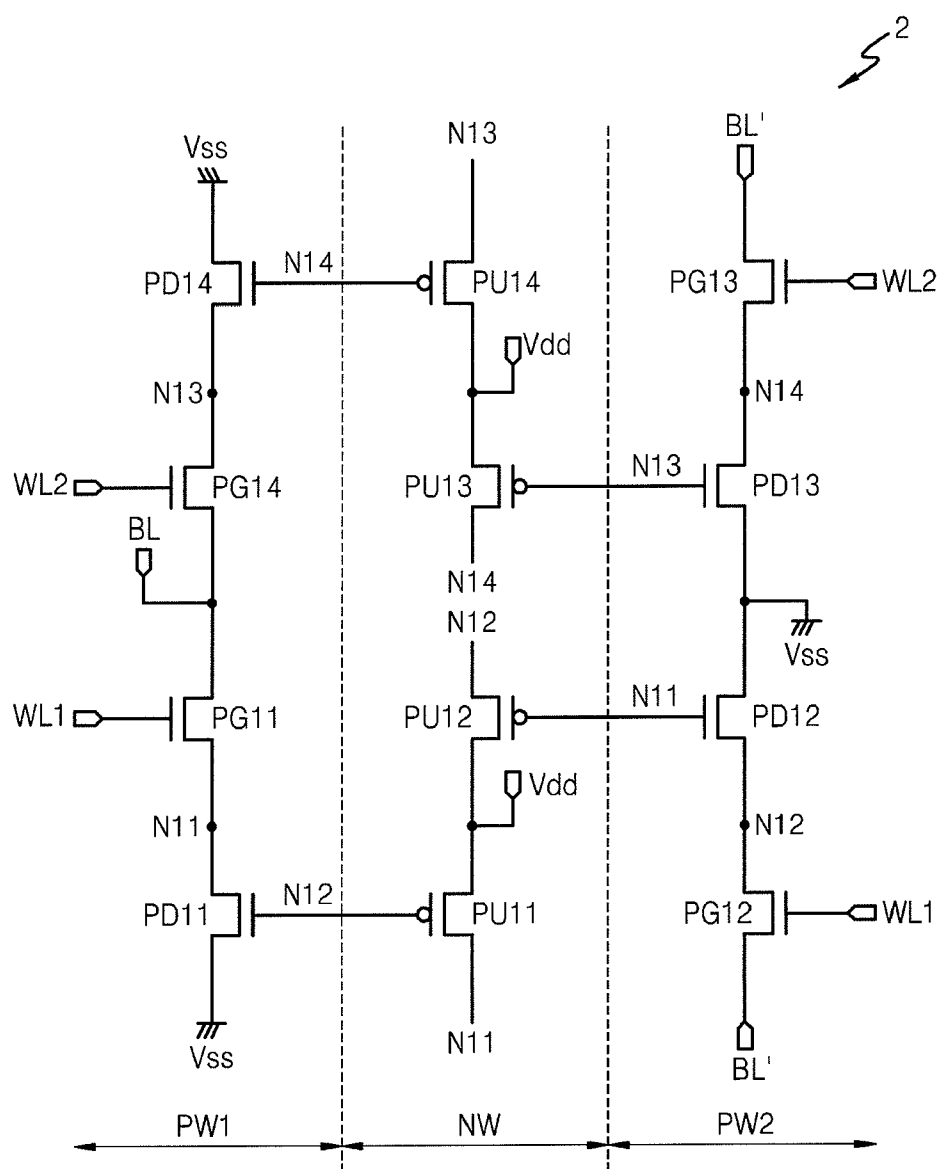 2
BL'
N13
Vss
N14
PD14
PU14
PG13
WL2
Vdd
N13
N14
WL2
PG14
PU13
N13
PD13
BL
N14
N12
Vss
WL1
PG11
PU12
N11
PD12
Vdd
N11
N12
PD11
N12
PU11
PG12
WL1
N11
Vss
BL'
PW1
NW
PW2